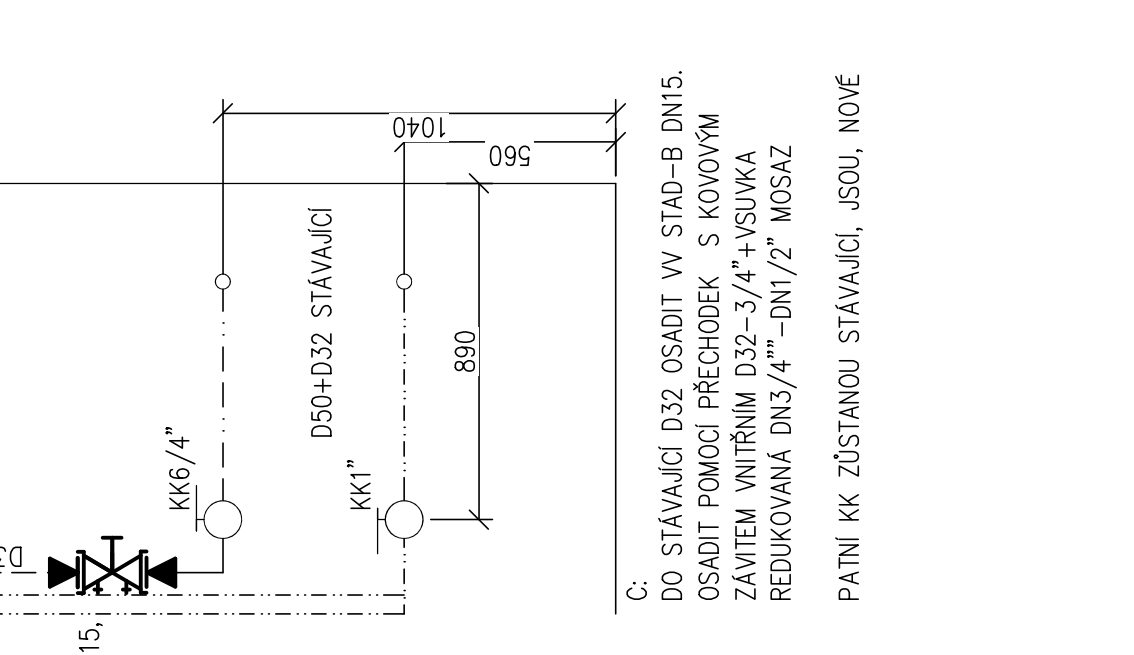 1040
560
D50+D32 STÁVAJÍCÍ
890
KK6/4"
KK1"
15,
C:
DO STÁVAJÍCÍ D32 OSADIT VV STAD-B DN15.
OSADIT POMOCÍ PŘECHODEK S KOVOVÝM
ZÁVITEM VNITŘNÍM D32-3/4"+VSUVKA
REDUKOVANÁ DN3/4""-DN1/2" MOSAZ
PATNÍ KK ZŮSTANOU STÁVAJÍCÍ, JSOU, NOVÉ